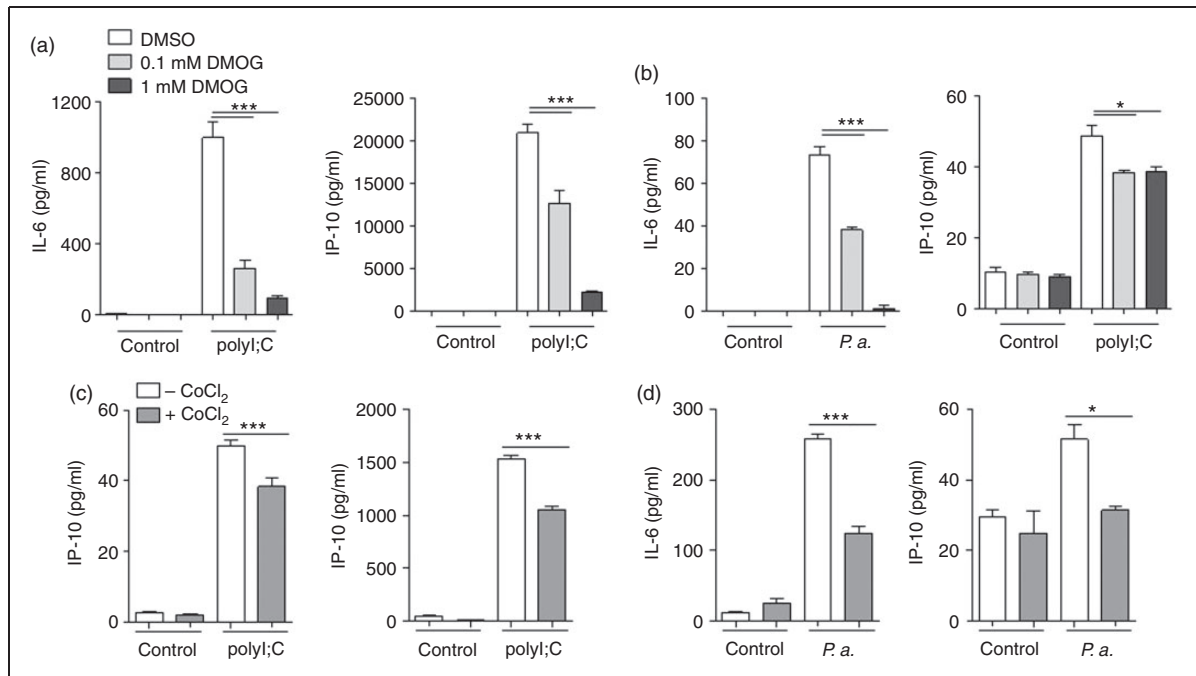 (a)
DMSO
0.1 mM DMOG
1 mM DMOG
IL-6 (pg/ml)
1200
800
400
0
***
Control
polyI;C
IP-10 (pg/ml)
25000
20000
15000
10000
5000
0
***
Control
polyI;C
(b)
IL-6 (pg/ml)
100
80
60
40
20
0
***
Control
P. a.
IP-10 (pg/ml)
60
40
20
0
*
Control
polyI;C
(c)
– CoCl₂
+ CoCl₂
IP-10 (pg/ml)
60
40
20
0
***
Control
polyI;C
IP-10 (pg/ml)
2000
1500
1000
500
0
***
Control
polyI;C
(d)
IL-6 (pg/ml)
300
200
100
0
***
Control
P. a.
IP-10 (pg/ml)
60
40
20
0
*
Control
P. a.